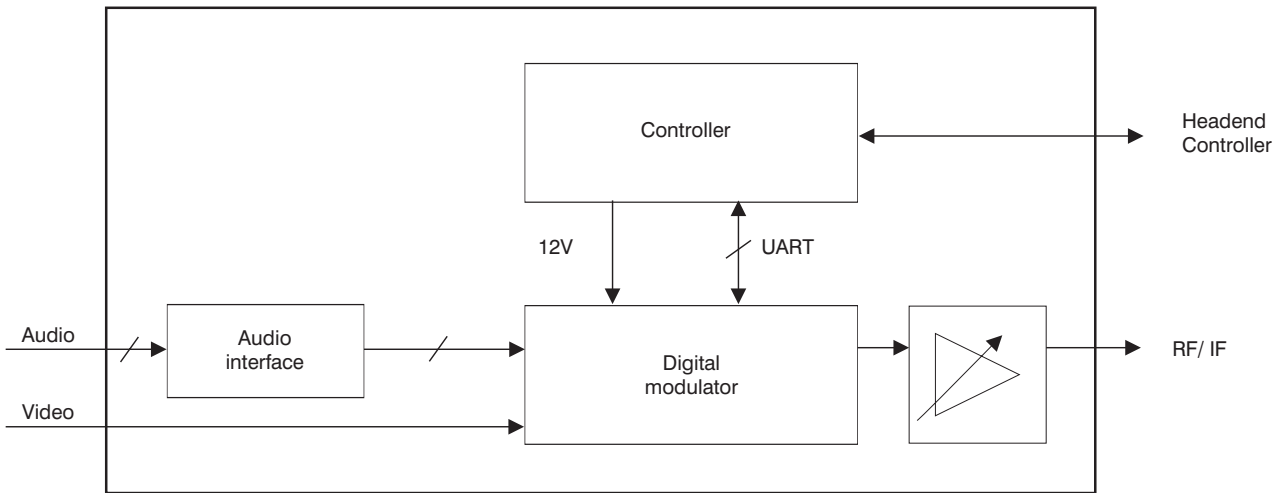 Controller
Headend
Controller
12V
UART
Audio
Audio
interface
Digital
modulator
RF/ IF
Video